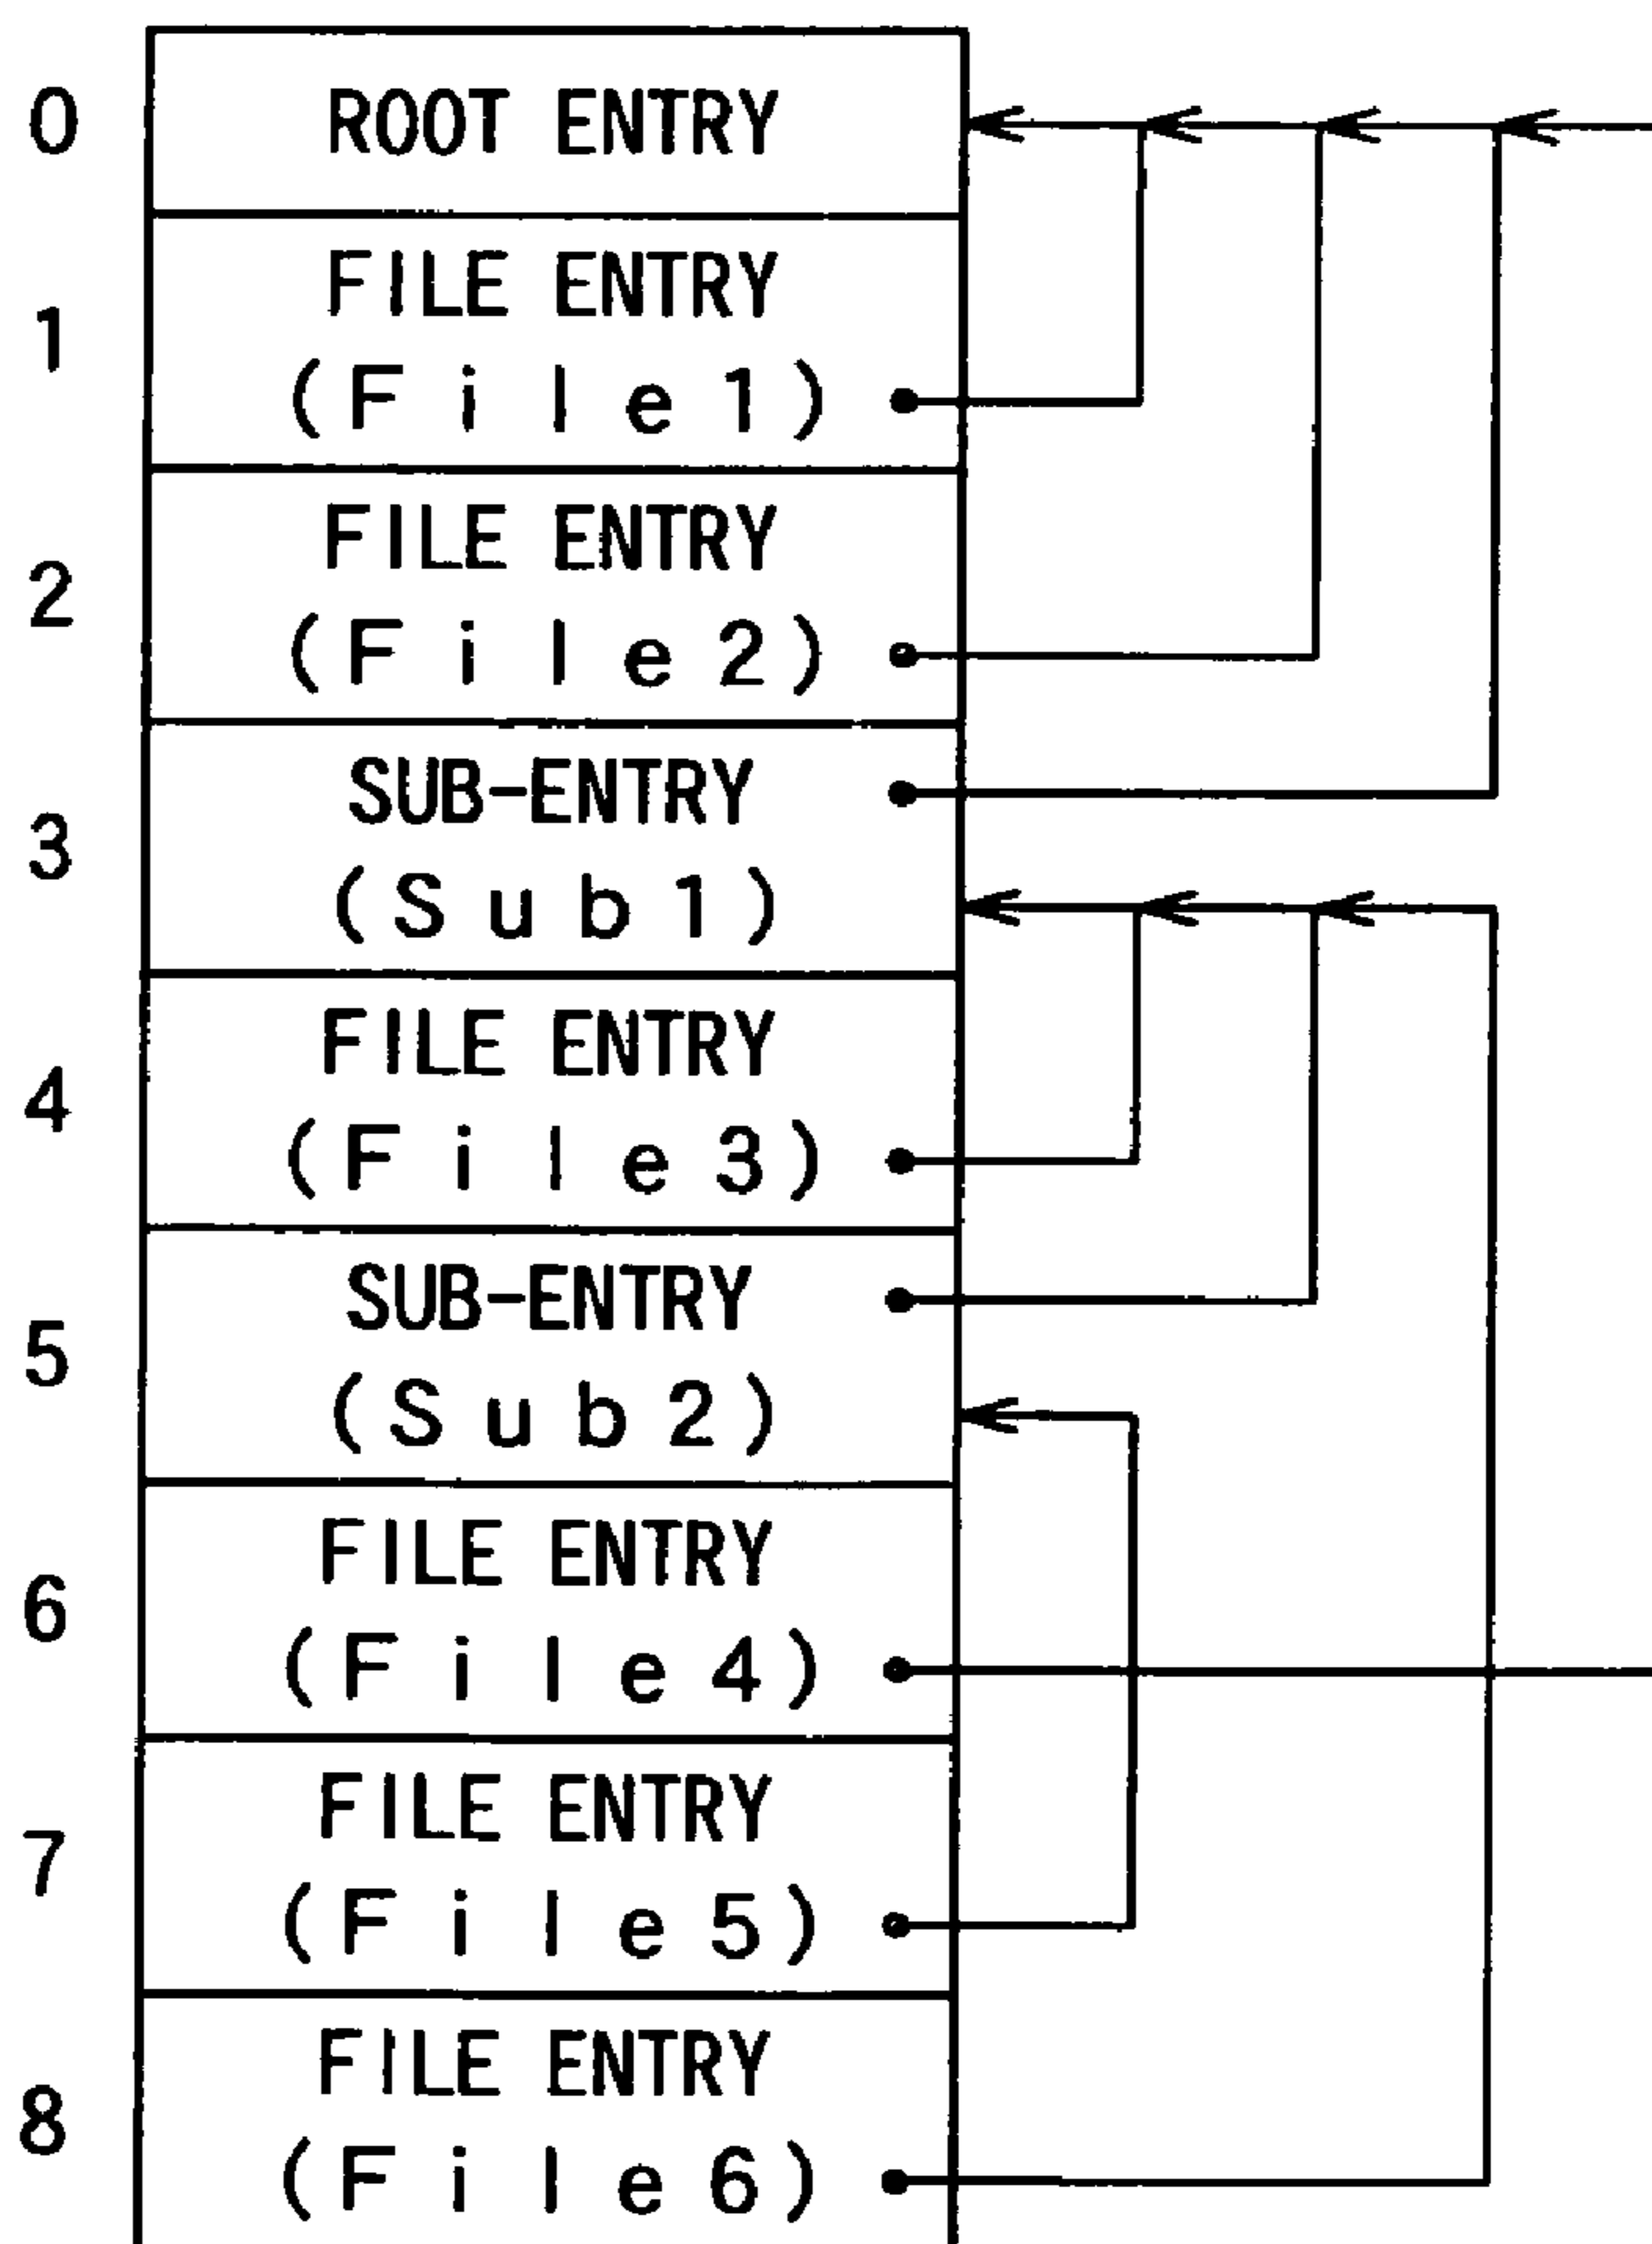 0 ROOT ENTRY
1 FILE ENTRY
(File1)
2 FILE ENTRY
(File2)
3 SUB-ENTRY
(Sub1)
4 FILE ENTRY
(File3)
5 SUB-ENTRY
(Sub2)
6 FILE ENTRY
(File4)
7 FILE ENTRY
(File5)
8 FILE ENTRY
(File6)